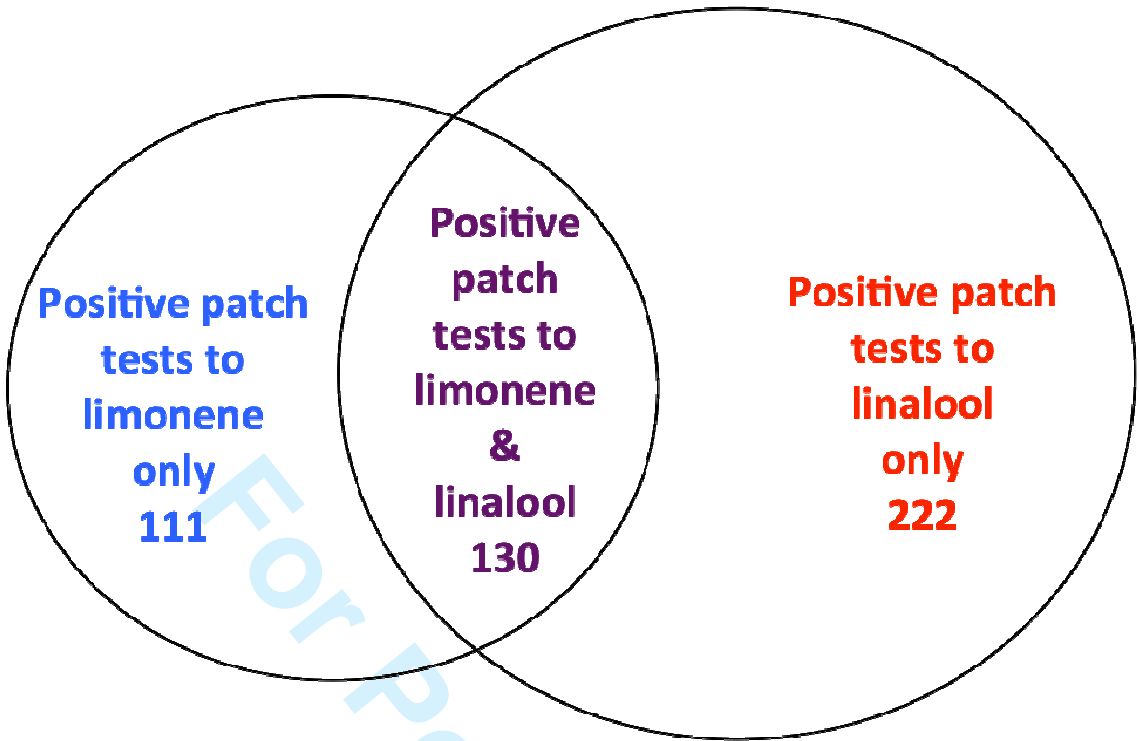 Positive patch
tests to
limonene
only
111
Positive
patch
tests to
limonene
&
linalool
130
Positive patch
tests to
linalool
only
222
For